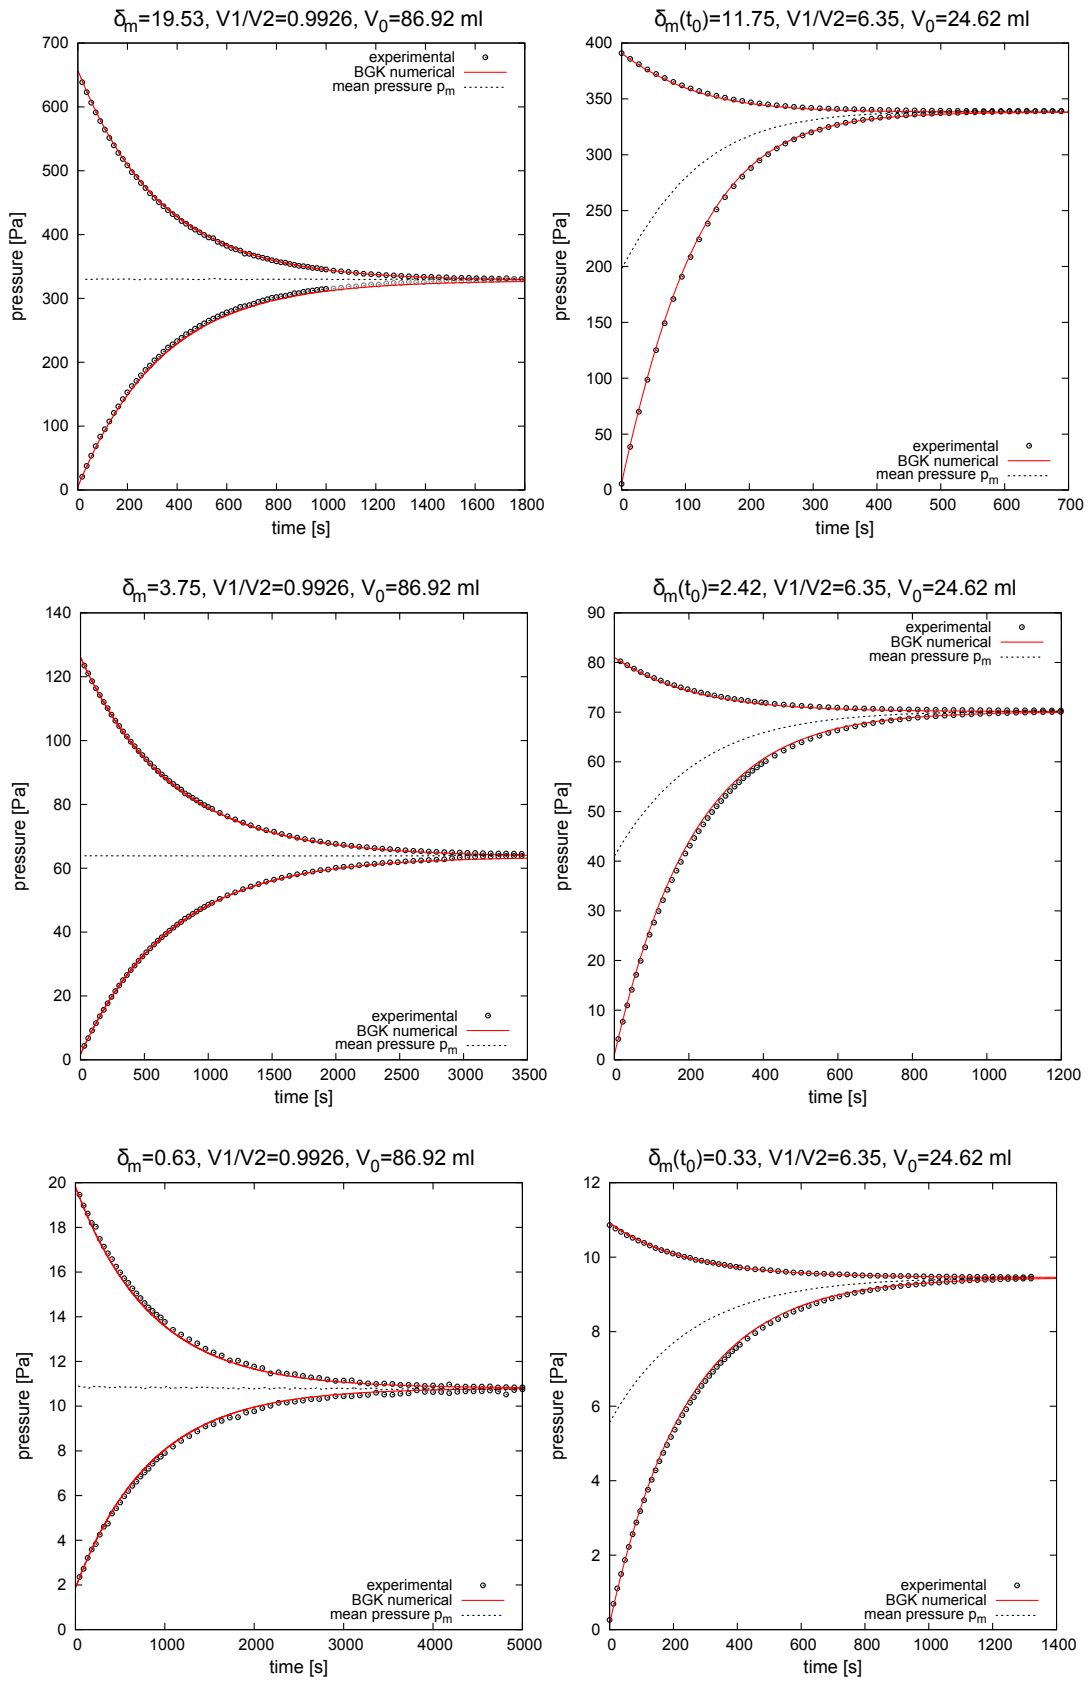 δm=19.53, V1/V2=0.9926, V0=86.92 ml
700
600
500
400
300
200
100
0
pressure [Pa]
experimental
BGK numerical
mean pressure pm
0 200 400 600 800 1000 1200 1400 1600 1800
time [s]
δm(t0)=11.75, V1/V2=6.35, V0=24.62 ml
400
350
300
250
200
150
100
50
0
pressure [Pa]
experimental
BGK numerical
mean pressure pm
0 100 200 300 400 500 600 700
time [s]
δm=3.75, V1/V2=0.9926, V0=86.92 ml
140
120
100
80
60
40
20
0
pressure [Pa]
experimental
BGK numerical
mean pressure pm
0 500 1000 1500 2000 2500 3000 3500
time [s]
δm(t0)=2.42, V1/V2=6.35, V0=24.62 ml
90
80
70
60
50
40
30
20
10
0
pressure [Pa]
experimental
BGK numerical
mean pressure pm
0 200 400 600 800 1000 1200
time [s]
δm=0.63, V1/V2=0.9926, V0=86.92 ml
20
18
16
14
12
10
8
6
4
2
0
pressure [Pa]
experimental
BGK numerical
mean pressure pm
0 1000 2000 3000 4000 5000
time [s]
δm(t0)=0.33, V1/V2=6.35, V0=24.62 ml
12
10
8
6
4
2
0
pressure [Pa]
experimental
BGK numerical
mean pressure pm
0 200 400 600 800 1000 1200 1400
time [s]